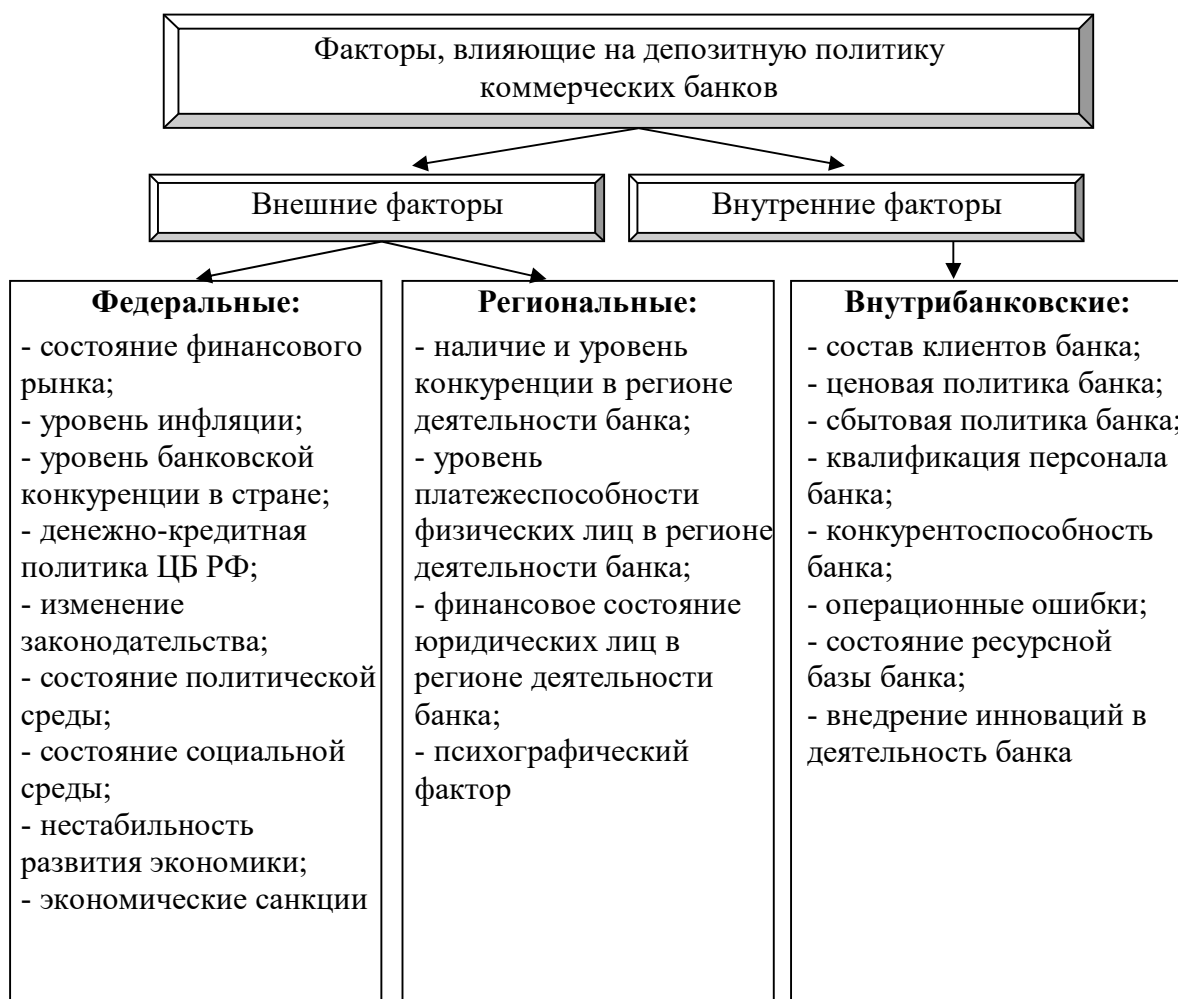 Факторы, влияющие на депозитную политику
коммерческих банков
Внешние факторы
Внутренние факторы
Федеральные:
- состояние финансового
рынка;
- уровень инфляции;
- уровень банковской
конкуренции в стране;
- денежно-кредитная
политика ЦБ РФ;
- изменение
законодательства;
- состояние политической
среды;
- состояние социальной
среды;
- нестабильность
развития экономики;
- экономические санкции
Региональные:
- наличие и уровень
конкуренции в регионе
деятельности банка;
- уровень
платежеспособности
физических лиц в регионе
деятельности банка;
- финансовое состояние
юридических лиц в
регионе деятельности
банка;
- психографический
фактор
Внутрибанковские:
- состав клиентов банка;
- ценовая политика банка;
- сбытовая политика банка;
- квалификация персонала
банка;
- конкурентоспособность
банка;
- операционные ошибки;
- состояние ресурсной
базы банка;
- внедрение инноваций в
деятельность банка